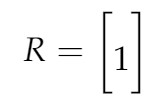 R = [1]